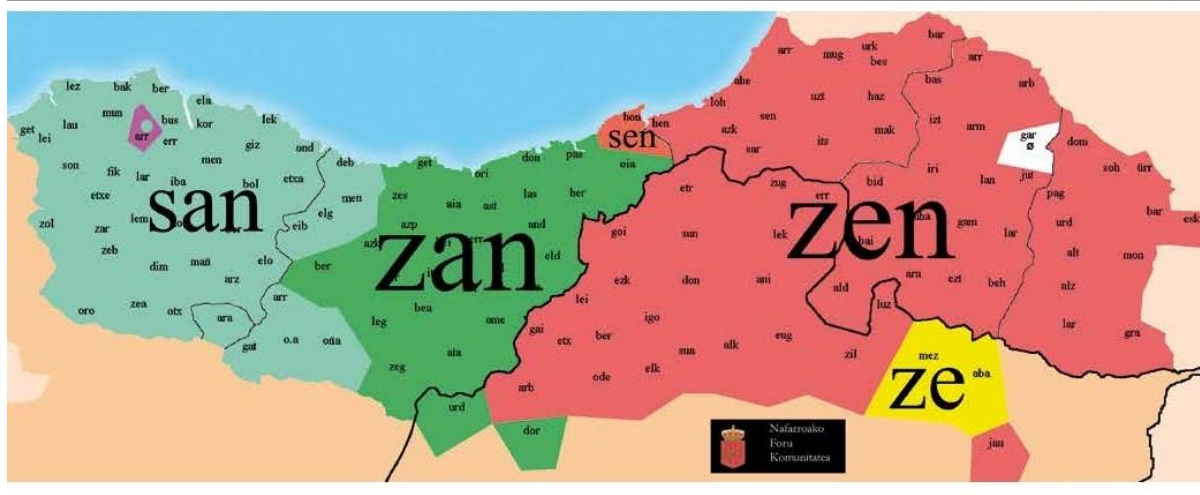 lez
bak
ber
ela
lek
mun
bus
kor
lau
get
lei
arr
err
giz
ond
men
son
fik
lar
iba
bol
etxa
etxe
san
lem
zol
zar
zeb
dim
mañ
arz
elo
oro
zea
otx
ara
gat
o.a
oña
arr
deb
men
elg
eib
get
ori
don
pas
oia
hon
hen
sen
zes
aia
ast
las
her
azp
and
eld
zan
ber
bea
leg
ame
ata
zeg
urd
dor
arr
mug
urk
bes
bar
arr
arb
ahe
loh
uzt
haz
bas
sen
azk
its
mak
izt
arm
gar
ø
dom
soh
ürr
sar
iri
lan
jut
pag
etr
zug
err
bid
bar
esk
goi
sun
lek
zen
bai
gam
lar
urd
alt
mon
ezk
don
ani
ald
arn
ezt
beh
alz
lei
luz
igo
gai
etx
ber
sua
alk
eug
zil
lar
gra
elk
ode
arb
mez
aba
ze
jau
Nafarroako
Foru
Komunitatea